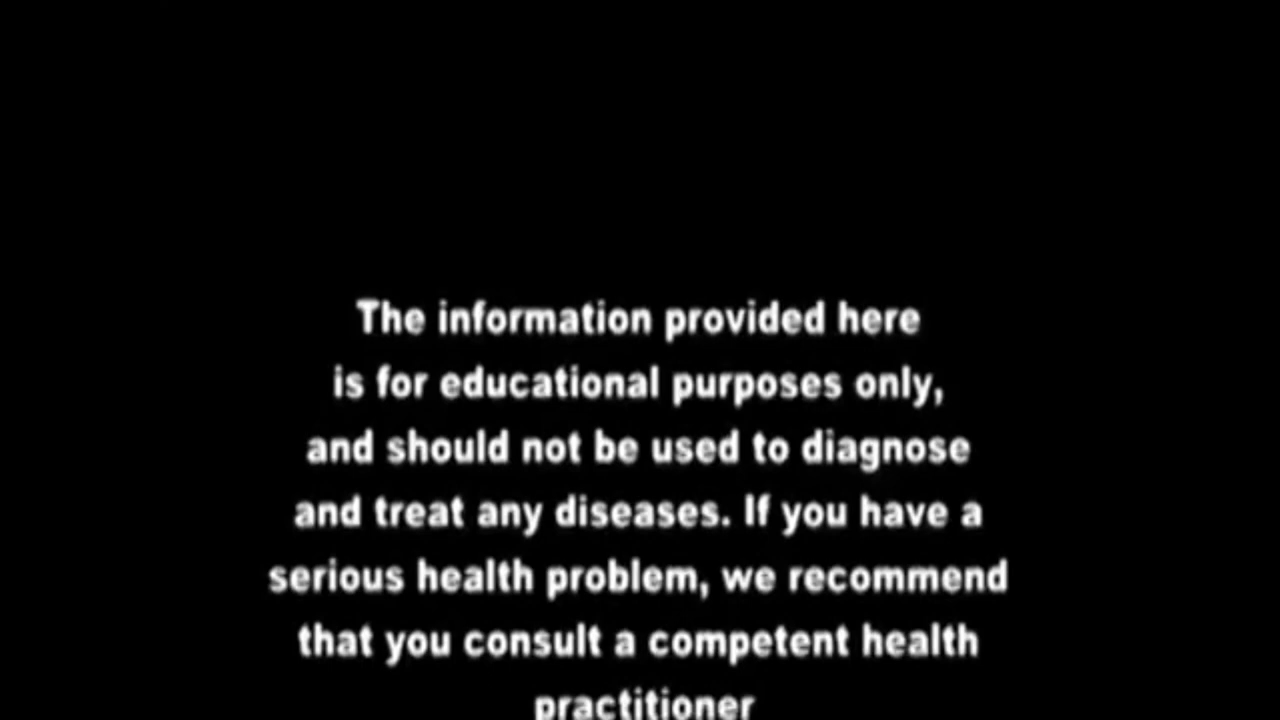 The information provided here
is for educational purposes only,
and should not be used to diagnose
and treat any diseases. If you have a
serious health problem, we recommend
that you consult a competent health
practitioner